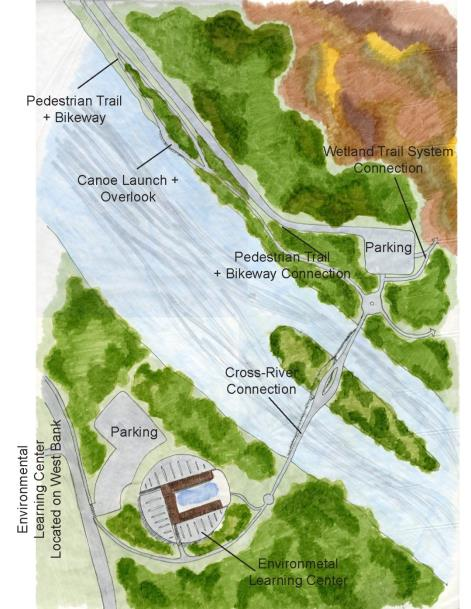 Pedestrian Trail
+ Bikeway
Canoe Launch +
Overlook
Wetland Trail System
Connection
Parking
Pedestrian Trail
+ Bikeway Connection
Cross-River
Connection
Parking
Environmental
Learning Center
Located on West Bank
Environmetal
Learning Center